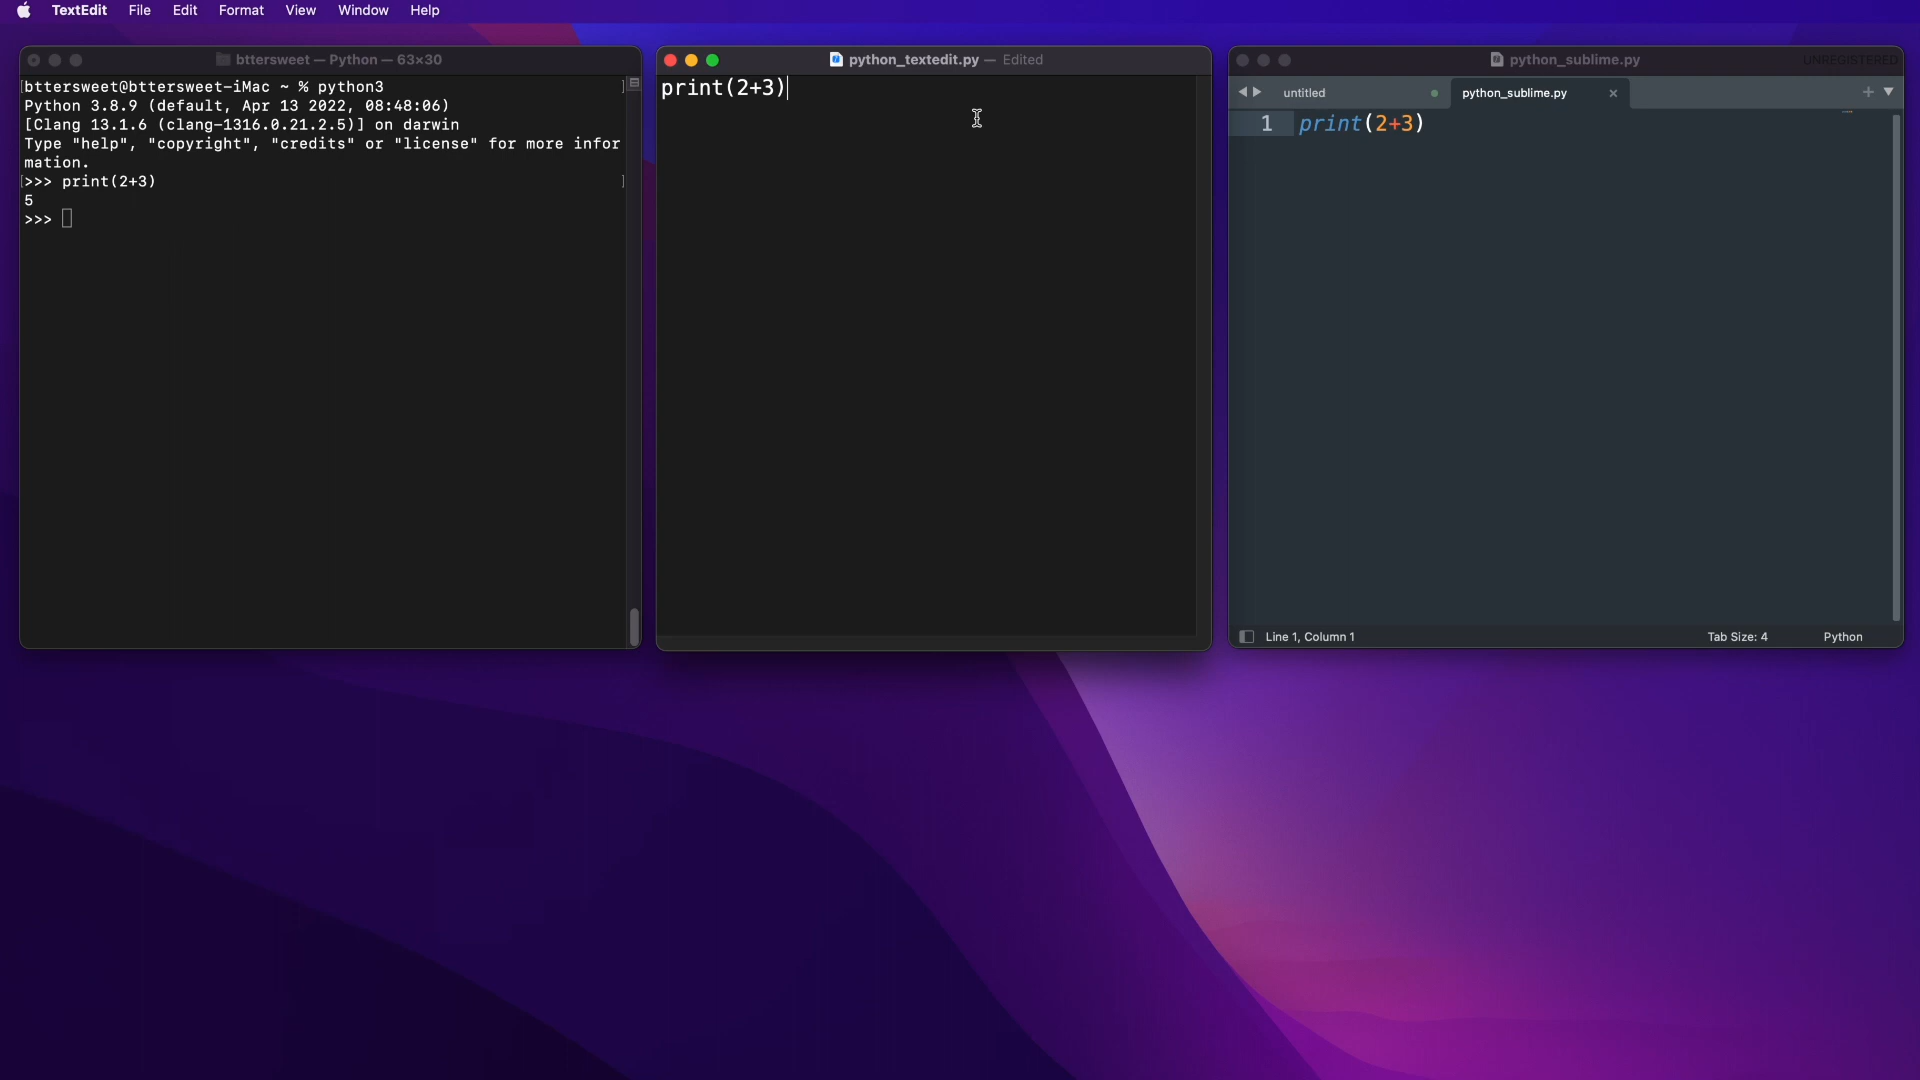 TextEdit File Edit Format View Window Help
bttersweet — Python — 63×30
[bttersweet@bttersweet-iMac ~ % python3 ]
Python 3.8.9 (default, Apr 13 2022, 08:48:06)
[Clang 13.1.6 (clang-1316.0.21.2.5)] on darwin
Type "help", "copyright", "credits" or "license" for more infor
mation.
[>>> print(2+3) ]
5
>>>
python_textedit.py — Edited
print(2+3)
python_sublime.py UNREGISTERED
untitled python_sublime.py
1 print(2+3)
Line 1, Column 1 Tab Size: 4 Python